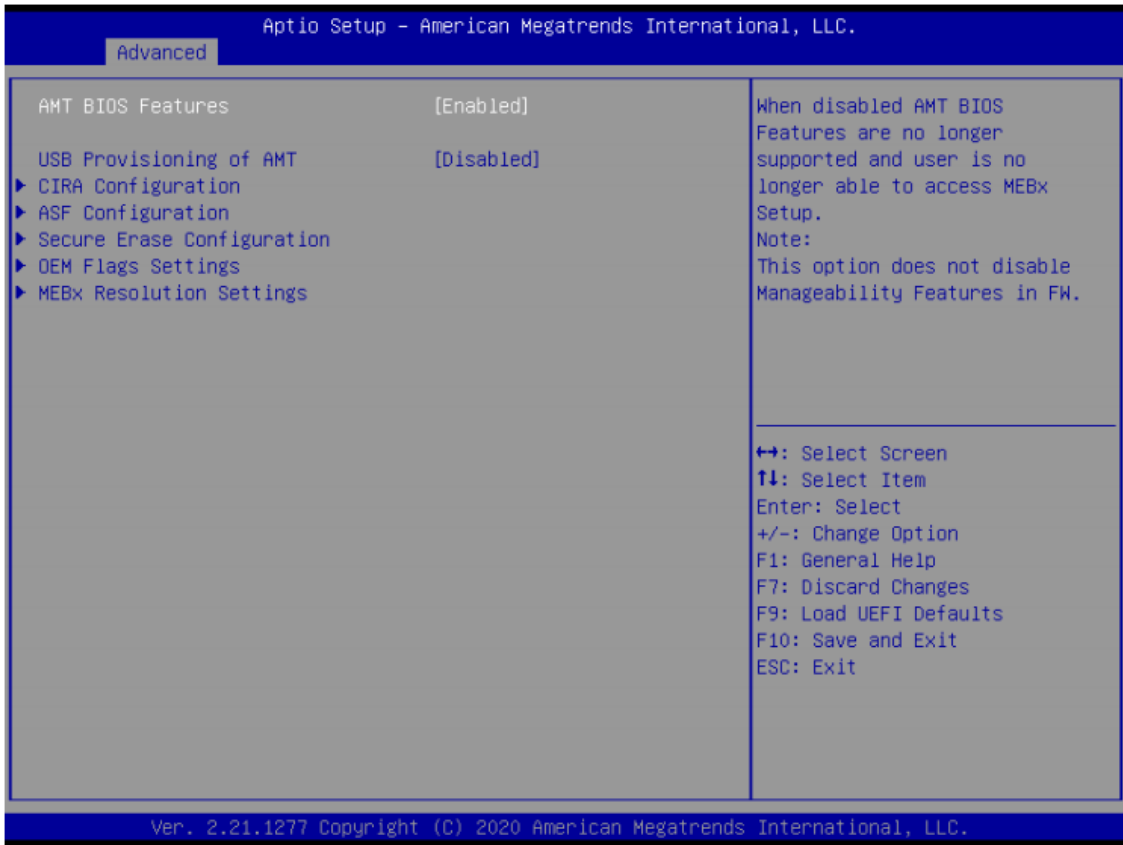 Aptio Setup – American Megatrends International, LLC.
Advanced
AMT BIOS Features [Enabled]
USB Provisioning of AMT [Disabled]
▶ CIRA Configuration
▶ ASF Configuration
▶ Secure Erase Configuration
▶ OEM Flags Settings
▶ MEBx Resolution Settings
When disabled AMT BIOS
Features are no longer
supported and user is no
longer able to access MEBx
Setup.
Note:
This option does not disable
Manageability Features in FW.
↔: Select Screen
↑↓: Select Item
Enter: Select
+/-: Change Option
F1: General Help
F7: Discard Changes
F9: Load UEFI Defaults
F10: Save and Exit
ESC: Exit
Ver. 2.21.1277 Copyright (C) 2020 American Megatrends International, LLC.